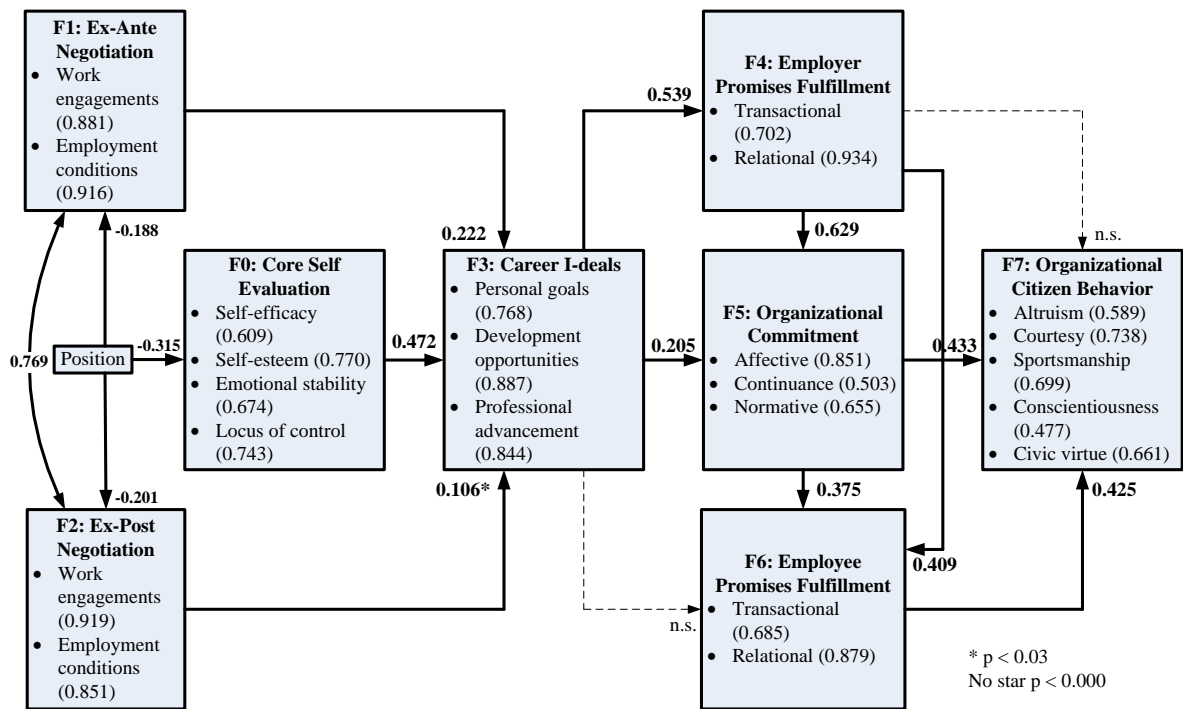 F1: Ex-Ante
Negotiation
• Work
engagements
(0.881)
• Employment
conditions
(0.916)
F4: Employer
Promises Fulfillment
• Transactional
(0.702)
• Relational (0.934)
0.539
-0.188
0.222
0.629
n.s.
F0: Core Self
Evaluation
• Self-efficacy
(0.609)
• Self-esteem (0.770)
• Emotional stability
(0.674)
• Locus of control
(0.743)
F3: Career I-deals
• Personal goals
(0.768)
• Development
opportunities
(0.887)
• Professional
advancement
(0.844)
F5: Organizational
Commitment
• Affective (0.851)
• Continuance (0.503)
• Normative (0.655)
F7: Organizational
Citizen Behavior
• Altruism (0.589)
• Courtesy (0.738)
• Sportsmanship
(0.699)
• Conscientiousness
(0.477)
• Civic virtue (0.661)
0.769
Position
-0.315
0.472
0.205
0.433
-0.201
0.106*
0.375
0.425
F2: Ex-Post
Negotiation
• Work
engagements
(0.919)
• Employment
conditions
(0.851)
n.s.
F6: Employee
Promises Fulfillment
• Transactional
(0.685)
• Relational (0.879)
0.409
* p < 0.03
No star p < 0.000